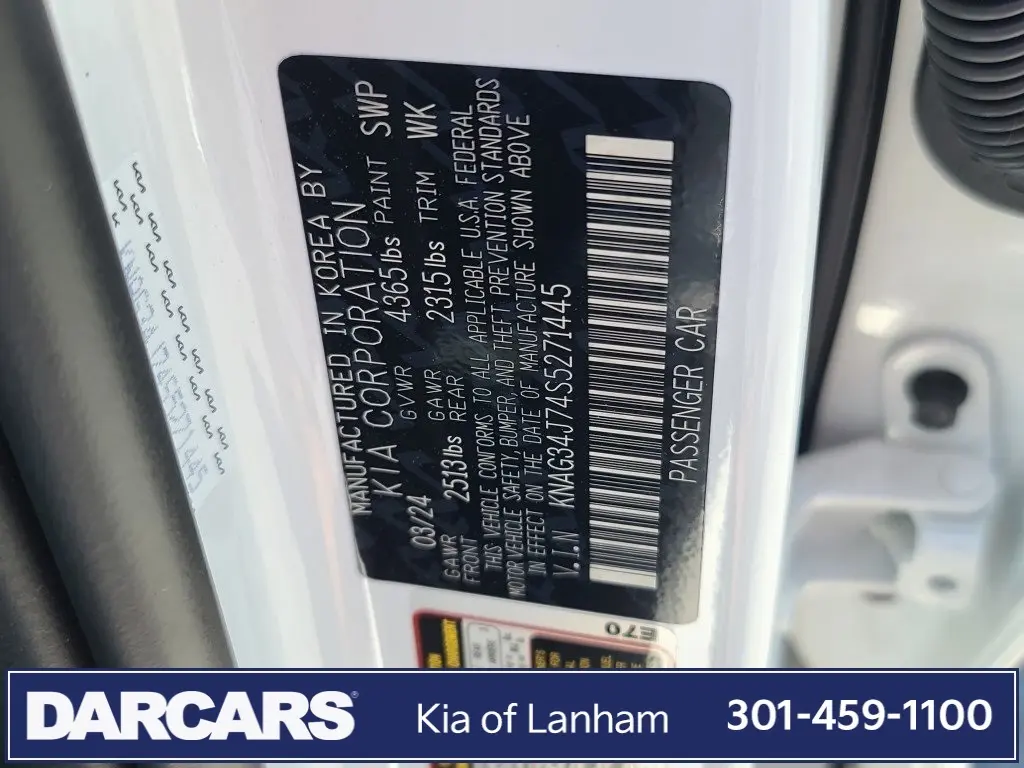 MANUFACTURED IN KOREA BY
KIA CORPORATION
03/24 GVWR 4365lbs PAINT SWP
GAWR FRONT 2513lbs GAWR REAR 2315lbs TRIM WK
THIS VEHICLE CONFORMS TO ALL APPLICABLE U.S.A. FEDERAL
MOTOR VEHICLE SAFETY, BUMPER, AND THEFT PREVENTION STANDARDS
IN EFFECT ON THE DATE OF MANUFACTURE SHOWN ABOVE
V.I.N KNAG34J74S5271445
PASSENGER CAR
E70
DARCARS®
Kia of Lanham
301-459-1100